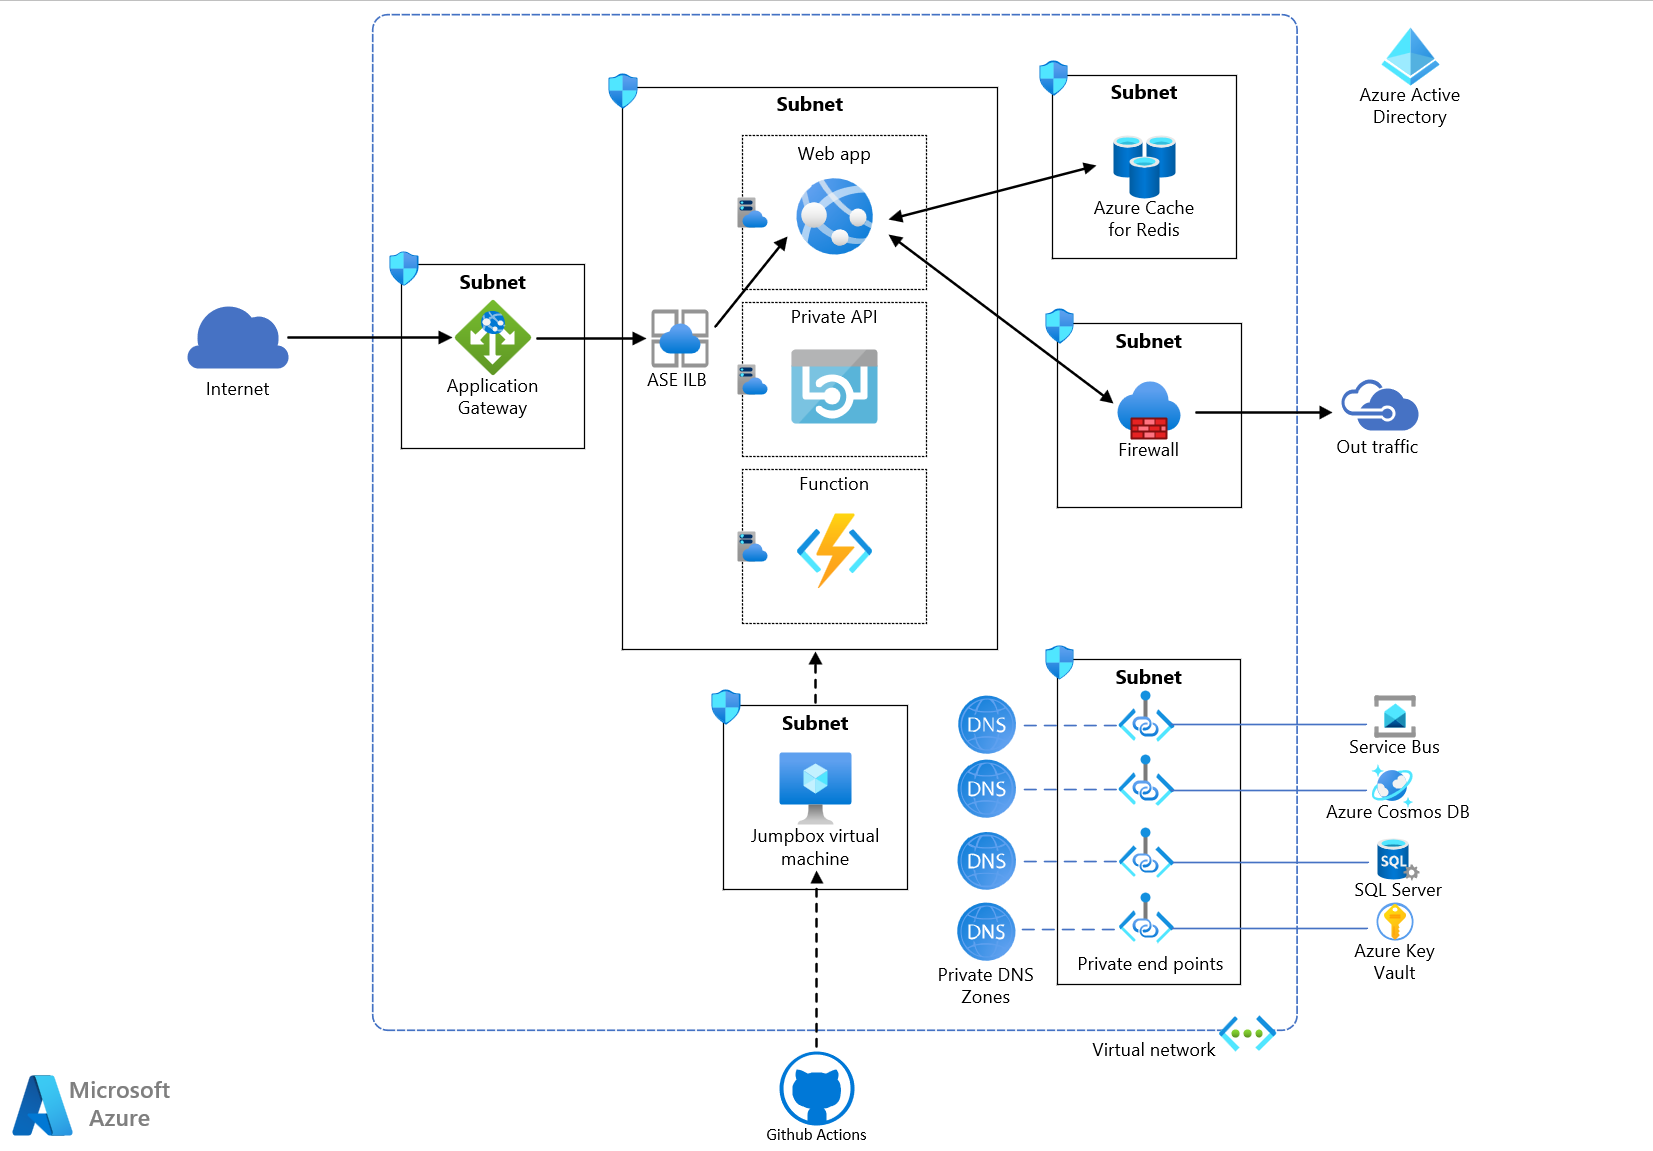 Azure Active
Directory
Subnet
Web app
Subnet
Azure Cache
for Redis
Subnet
Application
Gateway
Internet
ASE ILB
Private API
Function
Subnet
Firewall
Out traffic
Subnet
Jumpbox virtual
machine
Subnet
DNS
DNS
DNS
DNS
Private DNS
Zones
Private end points
Service Bus
Azure Cosmos DB
SQL
SQL Server
Azure Key
Vault
Virtual network
Microsoft
Azure
Github Actions